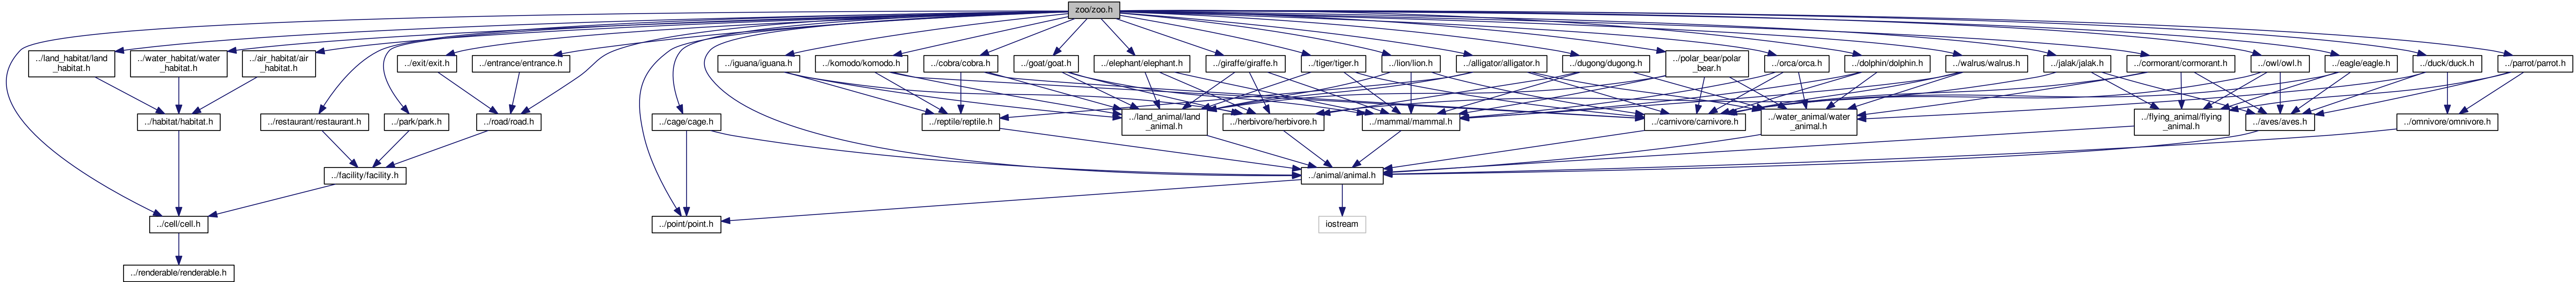 zoo/zoo.h
../land_habitat/land
_habitat.h
../water_habitat/water
_habitat.h
../air_habitat/air
_habitat.h
../exit/exit.h
../entrance/entrance.h
../iguana/iguana.h
../komodo/komodo.h
../cobra/cobra.h
../goat/goat.h
../elephant/elephant.h
../giraffe/giraffe.h
../tiger/tiger.h
../lion/lion.h
../alligator/alligator.h
../dugong/dugong.h
../polar_bear/polar
_bear.h
../orca/orca.h
../dolphin/dolphin.h
../walrus/walrus.h
../jalak/jalak.h
../cormorant/cormorant.h
../owl/owl.h
../eagle/eagle.h
../duck/duck.h
../parrot/parrot.h
../habitat/habitat.h
../restaurant/restaurant.h
../park/park.h
../road/road.h
../cage/cage.h
../reptile/reptile.h
../land_animal/land
_animal.h
../herbivore/herbivore.h
../mammal/mammal.h
../carnivore/carnivore.h
../water_animal/water
_animal.h
../flying_animal/flying
_animal.h
../aves/aves.h
../omnivore/omnivore.h
../facility/facility.h
../animal/animal.h
../cell/cell.h
../point/point.h
iostream
../renderable/renderable.h